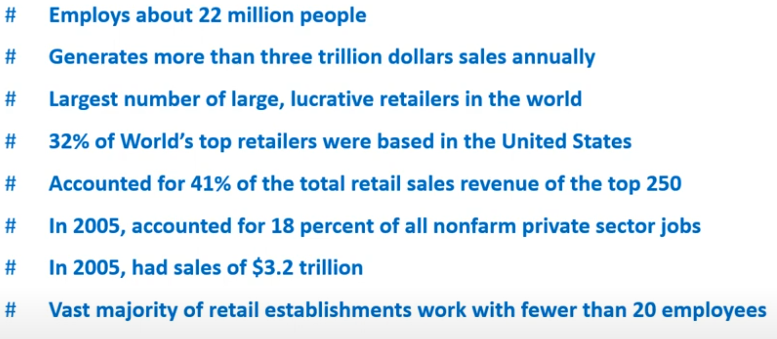 # Employs about 22 million people
# Generates more than three trillion dollars sales annually
# Largest number of large, lucrative retailers in the world
# 32% of World’s top retailers were based in the United States
# Accounted for 41% of the total retail sales revenue of the top 250
# In 2005, accounted for 18 percent of all nonfarm private sector jobs
# In 2005, had sales of $3.2 trillion
# Vast majority of retail establishments work with fewer than 20 employees